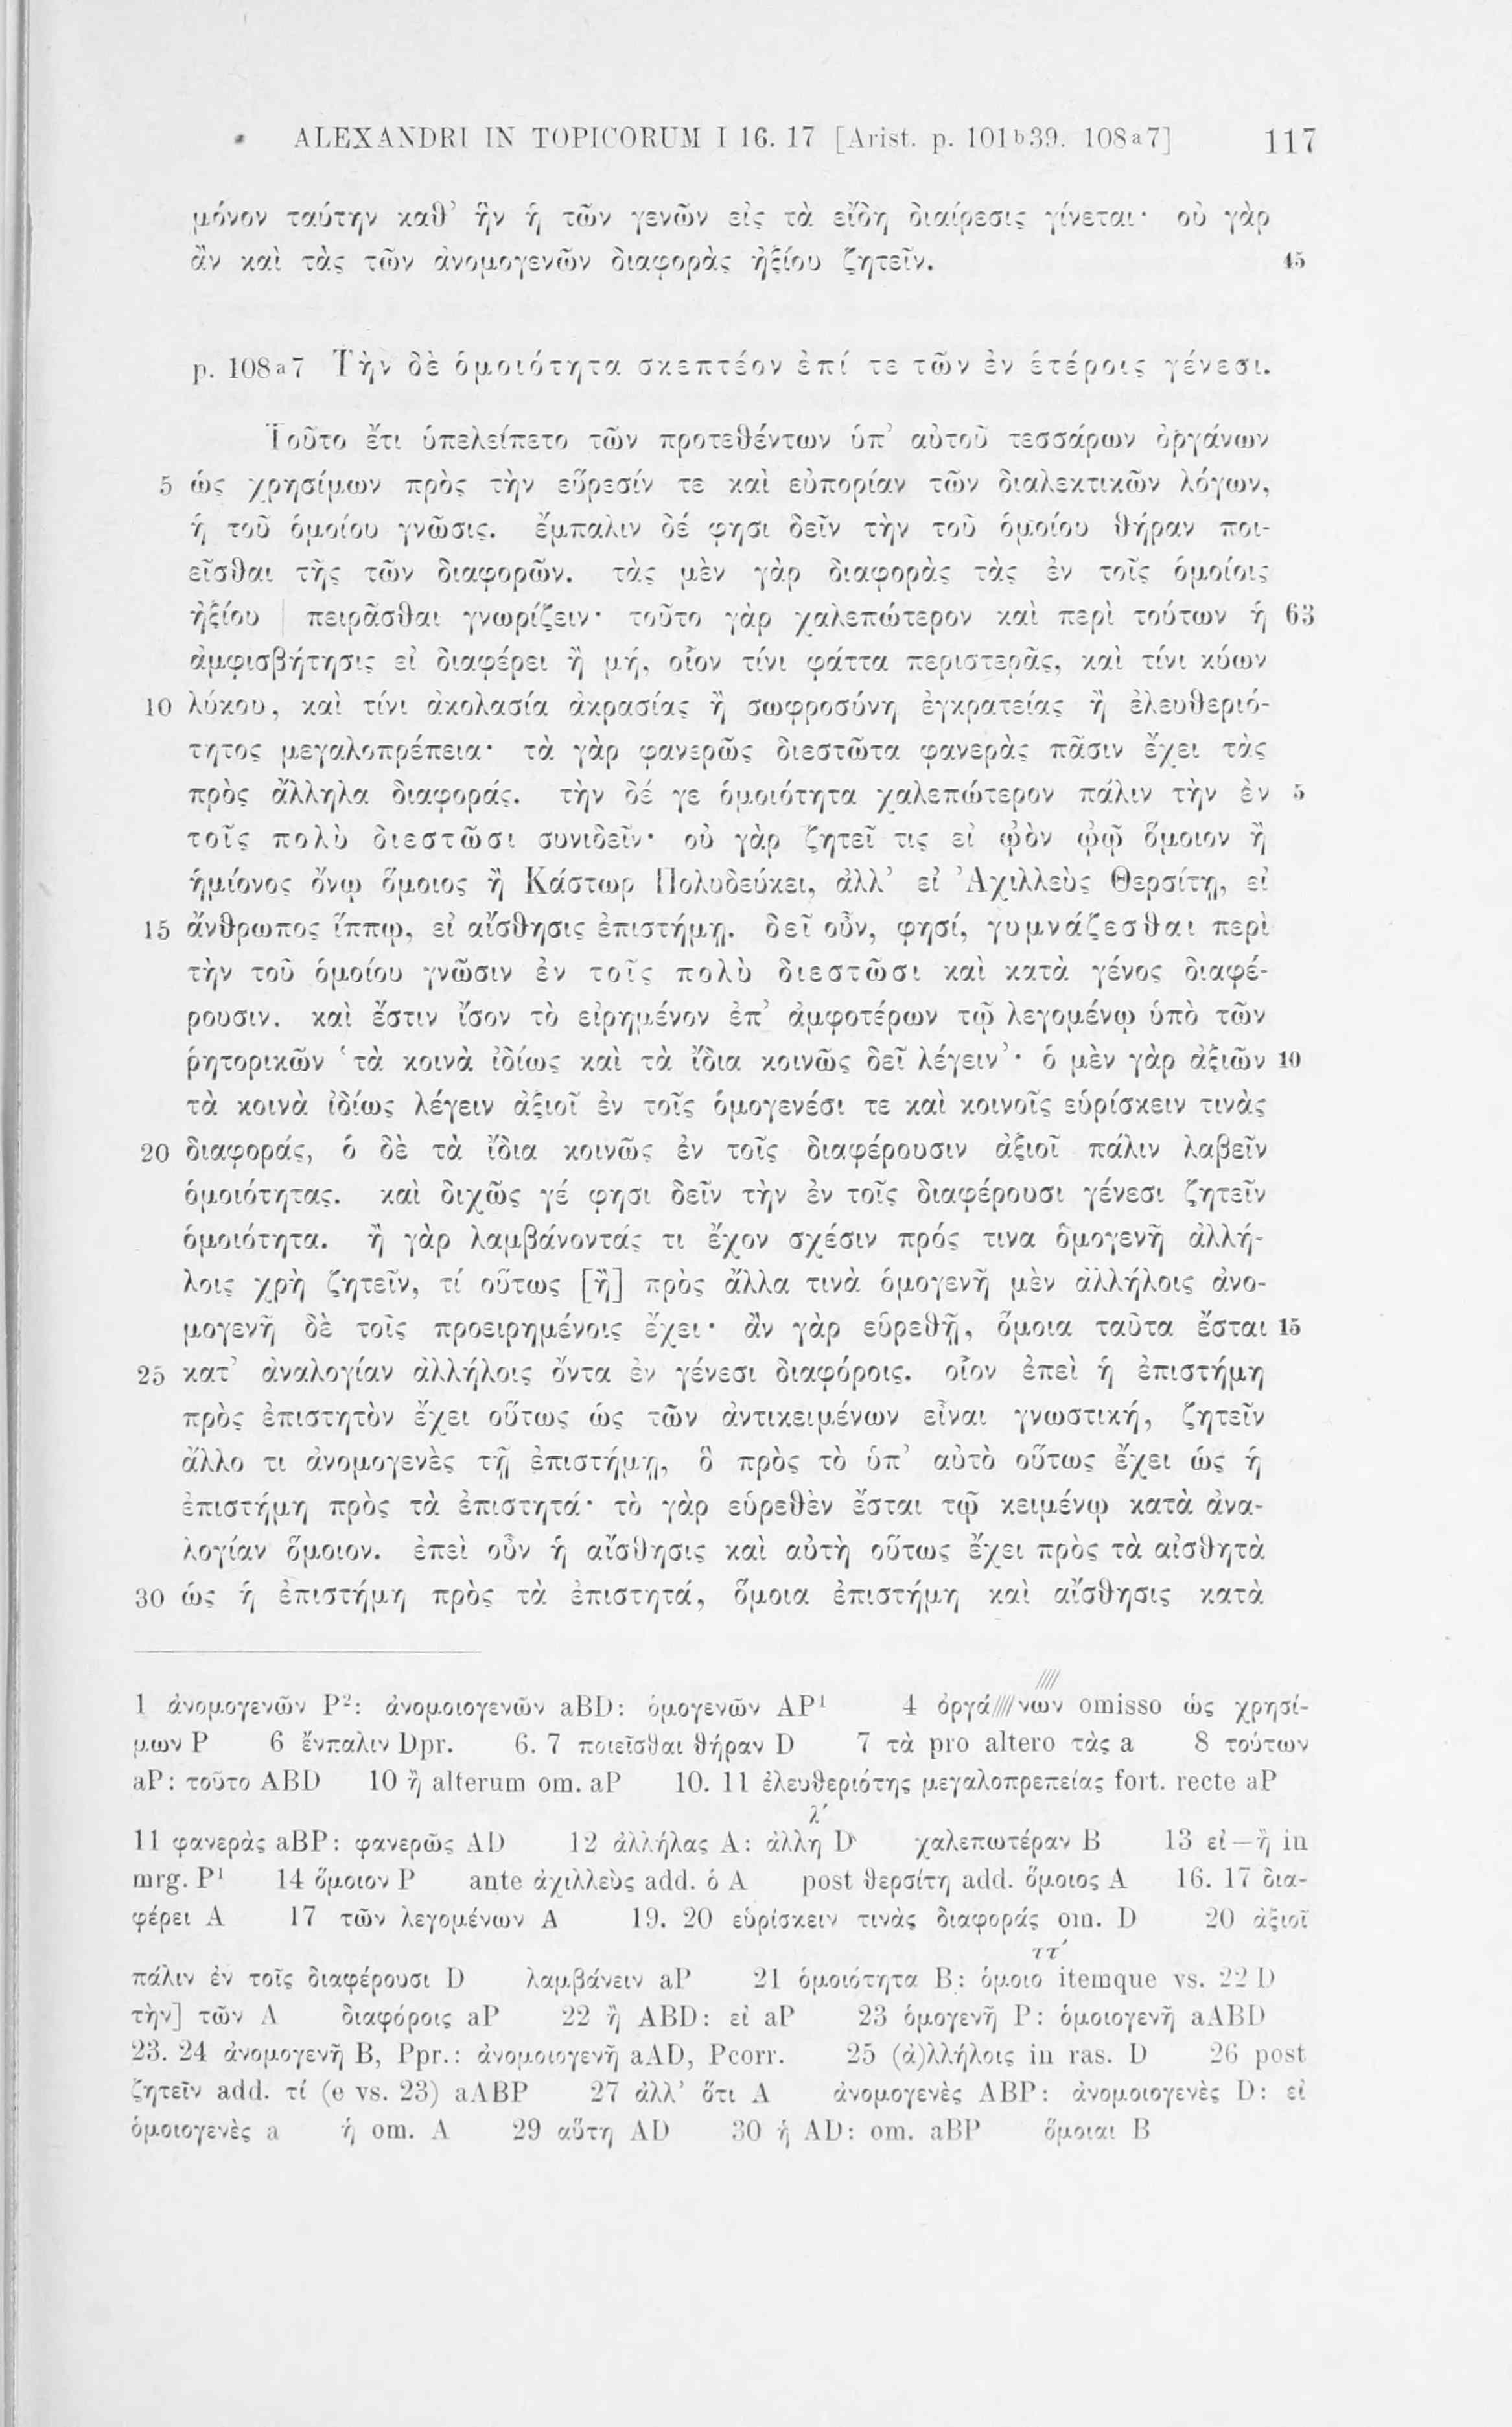 ALEXANDRI IN TOPICORUM I 16. 17 [Arist. p. 101ᵇ39. 108ᵃ7] 117
μόνον ταύτην καθ’ ἣν ἡ τῶν γενῶν εἰς τὰ εἴδη διαίρεσις γίνεται· οὐ γὰρ
ἂν καὶ τὰς τῶν ἀνομογενῶν διαφορὰς ἠξίου ζητεῖν. 45
p. 108ᵃ7 Τὴν δὲ ὁμοιότητα σκεπτέον ἐπί τε τῶν ἐν ἑτέροις γένεσι.
Τοῦτο ἔτι ὑπελείπετο τῶν προτεθέντων ὑπ’ αὐτοῦ τεσσάρων ὀργάνων
5 ὡς χρησίμων πρὸς τὴν εὕρεσίν τε καὶ εὐπορίαν τῶν διαλεκτικῶν λόγων,
ἡ τοῦ ὁμοίου γνῶσις. ἔμπαλιν δέ φησι δεῖν τὴν τοῦ ὁμοίου θήραν ποι-
εῖσθαι τῆς τῶν διαφορῶν. τὰς μὲν γὰρ διαφορὰς τὰς ἐν τοῖς ὁμοίοις
ἠξίου | πειρᾶσθαι γνωρίζειν· τοῦτο γὰρ χαλεπώτερον καὶ περὶ τούτων ἡ 63
ἀμφισβήτησις εἰ διαφέρει ἢ μή, οἷον τίνι φάττα περιστερᾶς, καὶ τίνι κύων
10 λύκου, καὶ τίνι ἀκολασία ἀκρασίας ἢ σωφροσύνη ἐγκρατείας ἢ ἐλευθεριό-
τητος μεγαλοπρέπεια· τὰ γὰρ φανερῶς διεστῶτα φανερὰς πᾶσιν ἔχει τὰς
πρὸς ἄλληλα διαφοράς. τὴν δέ γε ὁμοιότητα χαλεπώτερον πάλιν τὴν ἐν 5
τοῖς πολὺ διεστῶσι συνιδεῖν· οὐ γὰρ ζητεῖ τις εἰ ᾠὸν ᾠῷ ὅμοιον ἢ
ἡμίονος ὄνῳ ὅμοιος ἢ Κάστωρ Πολυδεύκει, ἀλλ’ εἰ Ἀχιλλεὺς Θερσίτῃ, εἰ
15 ἄνθρωπος ἵππῳ, εἰ αἴσθησις ἐπιστήμῃ. δεῖ οὖν, φησί, γυμνάζεσθαι περὶ
τὴν τοῦ ὁμοίου γνῶσιν ἐν τοῖς πολὺ διεστῶσι καὶ κατὰ γένος διαφέ-
ρουσιν. καὶ ἔστιν ἴσον τὸ εἰρημένον ἐπ’ ἀμφοτέρων τῷ λεγομένῳ ὑπὸ τῶν
ῥητορικῶν ‘τὰ κοινὰ ἰδίως καὶ τὰ ἴδια κοινῶς δεῖ λέγειν’· ὁ μὲν γὰρ ἀξιῶν 10
τὰ κοινὰ ἰδίως λέγειν ἀξιοῖ ἐν τοῖς ὁμογενέσι τε καὶ κοινοῖς εὑρίσκειν τινὰς
20 διαφοράς, ὁ δὲ τὰ ἴδια κοινῶς ἐν τοῖς διαφέρουσιν ἀξιοῖ πάλιν λαβεῖν
ὁμοιότητας. καὶ διχῶς γέ φησι δεῖν τὴν ἐν τοῖς διαφέρουσι γένεσι ζητεῖν
ὁμοιότητα. ἢ γὰρ λαμβάνοντάς τι ἔχον σχέσιν πρός τινα ὁμογενῆ ἀλλή-
λοις χρὴ ζητεῖν, τί οὕτως [ἢ] πρὸς ἄλλα τινὰ ὁμογενῆ μὲν ἀλλήλοις ἀνο-
μογενῆ δὲ τοῖς προειρημένοις ἔχει· ἂν γὰρ εὑρεθῇ, ὅμοια ταῦτα ἔσται 15
25 κατ’ ἀναλογίαν ἀλλήλοις ὄντα ἐν γένεσι διαφόροις. οἷον ἐπεὶ ἡ ἐπιστήμη
πρὸς ἐπιστητὸν ἔχει οὕτως ὡς τῶν ἀντικειμένων εἶναι γνωστική, ζητεῖν
ἄλλο τι ἀνομογενὲς τῇ ἐπιστήμῃ, ὃ πρὸς τὸ ὑπ’ αὐτὸ οὕτως ἔχει ὡς ἡ
ἐπιστήμη πρὸς τὰ ἐπιστητά· τὸ γὰρ εὑρεθὲν ἔσται τῷ κειμένῳ κατὰ ἀνα-
λογίαν ὅμοιον. ἐπεὶ οὖν ἡ αἴσθησις καὶ αὐτὴ οὕτως ἔχει πρὸς τὰ αἰσθητὰ
30 ὡς ἡ ἐπιστήμη πρὸς τὰ ἐπιστητά, ὅμοια ἐπιστήμη καὶ αἴσθησις κατὰ
1 ἀνομογενῶν P²: ἀνομοιογενῶν aBD: ὁμογενῶν AP¹ 4 ὀργά////νων omisso ὡς χρησί-
μων P 6 ἔνπαλιν Dpr. 6. 7 ποιεῖσθαι θήραν D 7 τὰ pro altero τὰς a 8 τούτων
aP: τοῦτο ABD 10 ἢ alterum om. aP 10. 11 ἐλευθεριότης μεγαλοπρεπείας fort. recte aP
11 φανερὰς aBP: φανερῶς AD 12 ἀλλήλας A: ἄλλη D χαλεπωτέραν B 13 εἰ—ἢ in
mrg. P¹ 14 ὅμοιον P ante ἀχιλλεὺς add. ὁ A post θερσίτη add. ὅμοιος A 16. 17 δια-
φέρει A 17 τῶν λεγομένων A 19. 20 εὑρίσκειν τινὰς διαφοράς om. D 20 ἀξιοῖ
πάλιν ἐν τοῖς διαφέρουσι D λαμβάνειν aP 21 ὁμοιότητα B: ὁμοιο itemque vs. 22 D
τὴν] τῶν A διαφόροις aP 22 ἢ ABD: εἰ aP 23 ὁμογενῆ P: ὁμοιογενῆ aABD
23. 24 ἀνομογενῆ B, Ppr.: ἀνομοιογενῆ aAD, Pcorr. 25 (ἀ)λλήλοις in ras. D 26 post
ζητεῖν add. τί (e vs. 23) aABP 27 ἀλλ’ ὅτι A ἀνομογενὲς ABP: ἀνομοιογενὲς D: εἰ
ὁμοιογενὲς a ἡ om. A 29 αὕτη AD 30 ἡ AD: om. aBP ὅμοιαι B